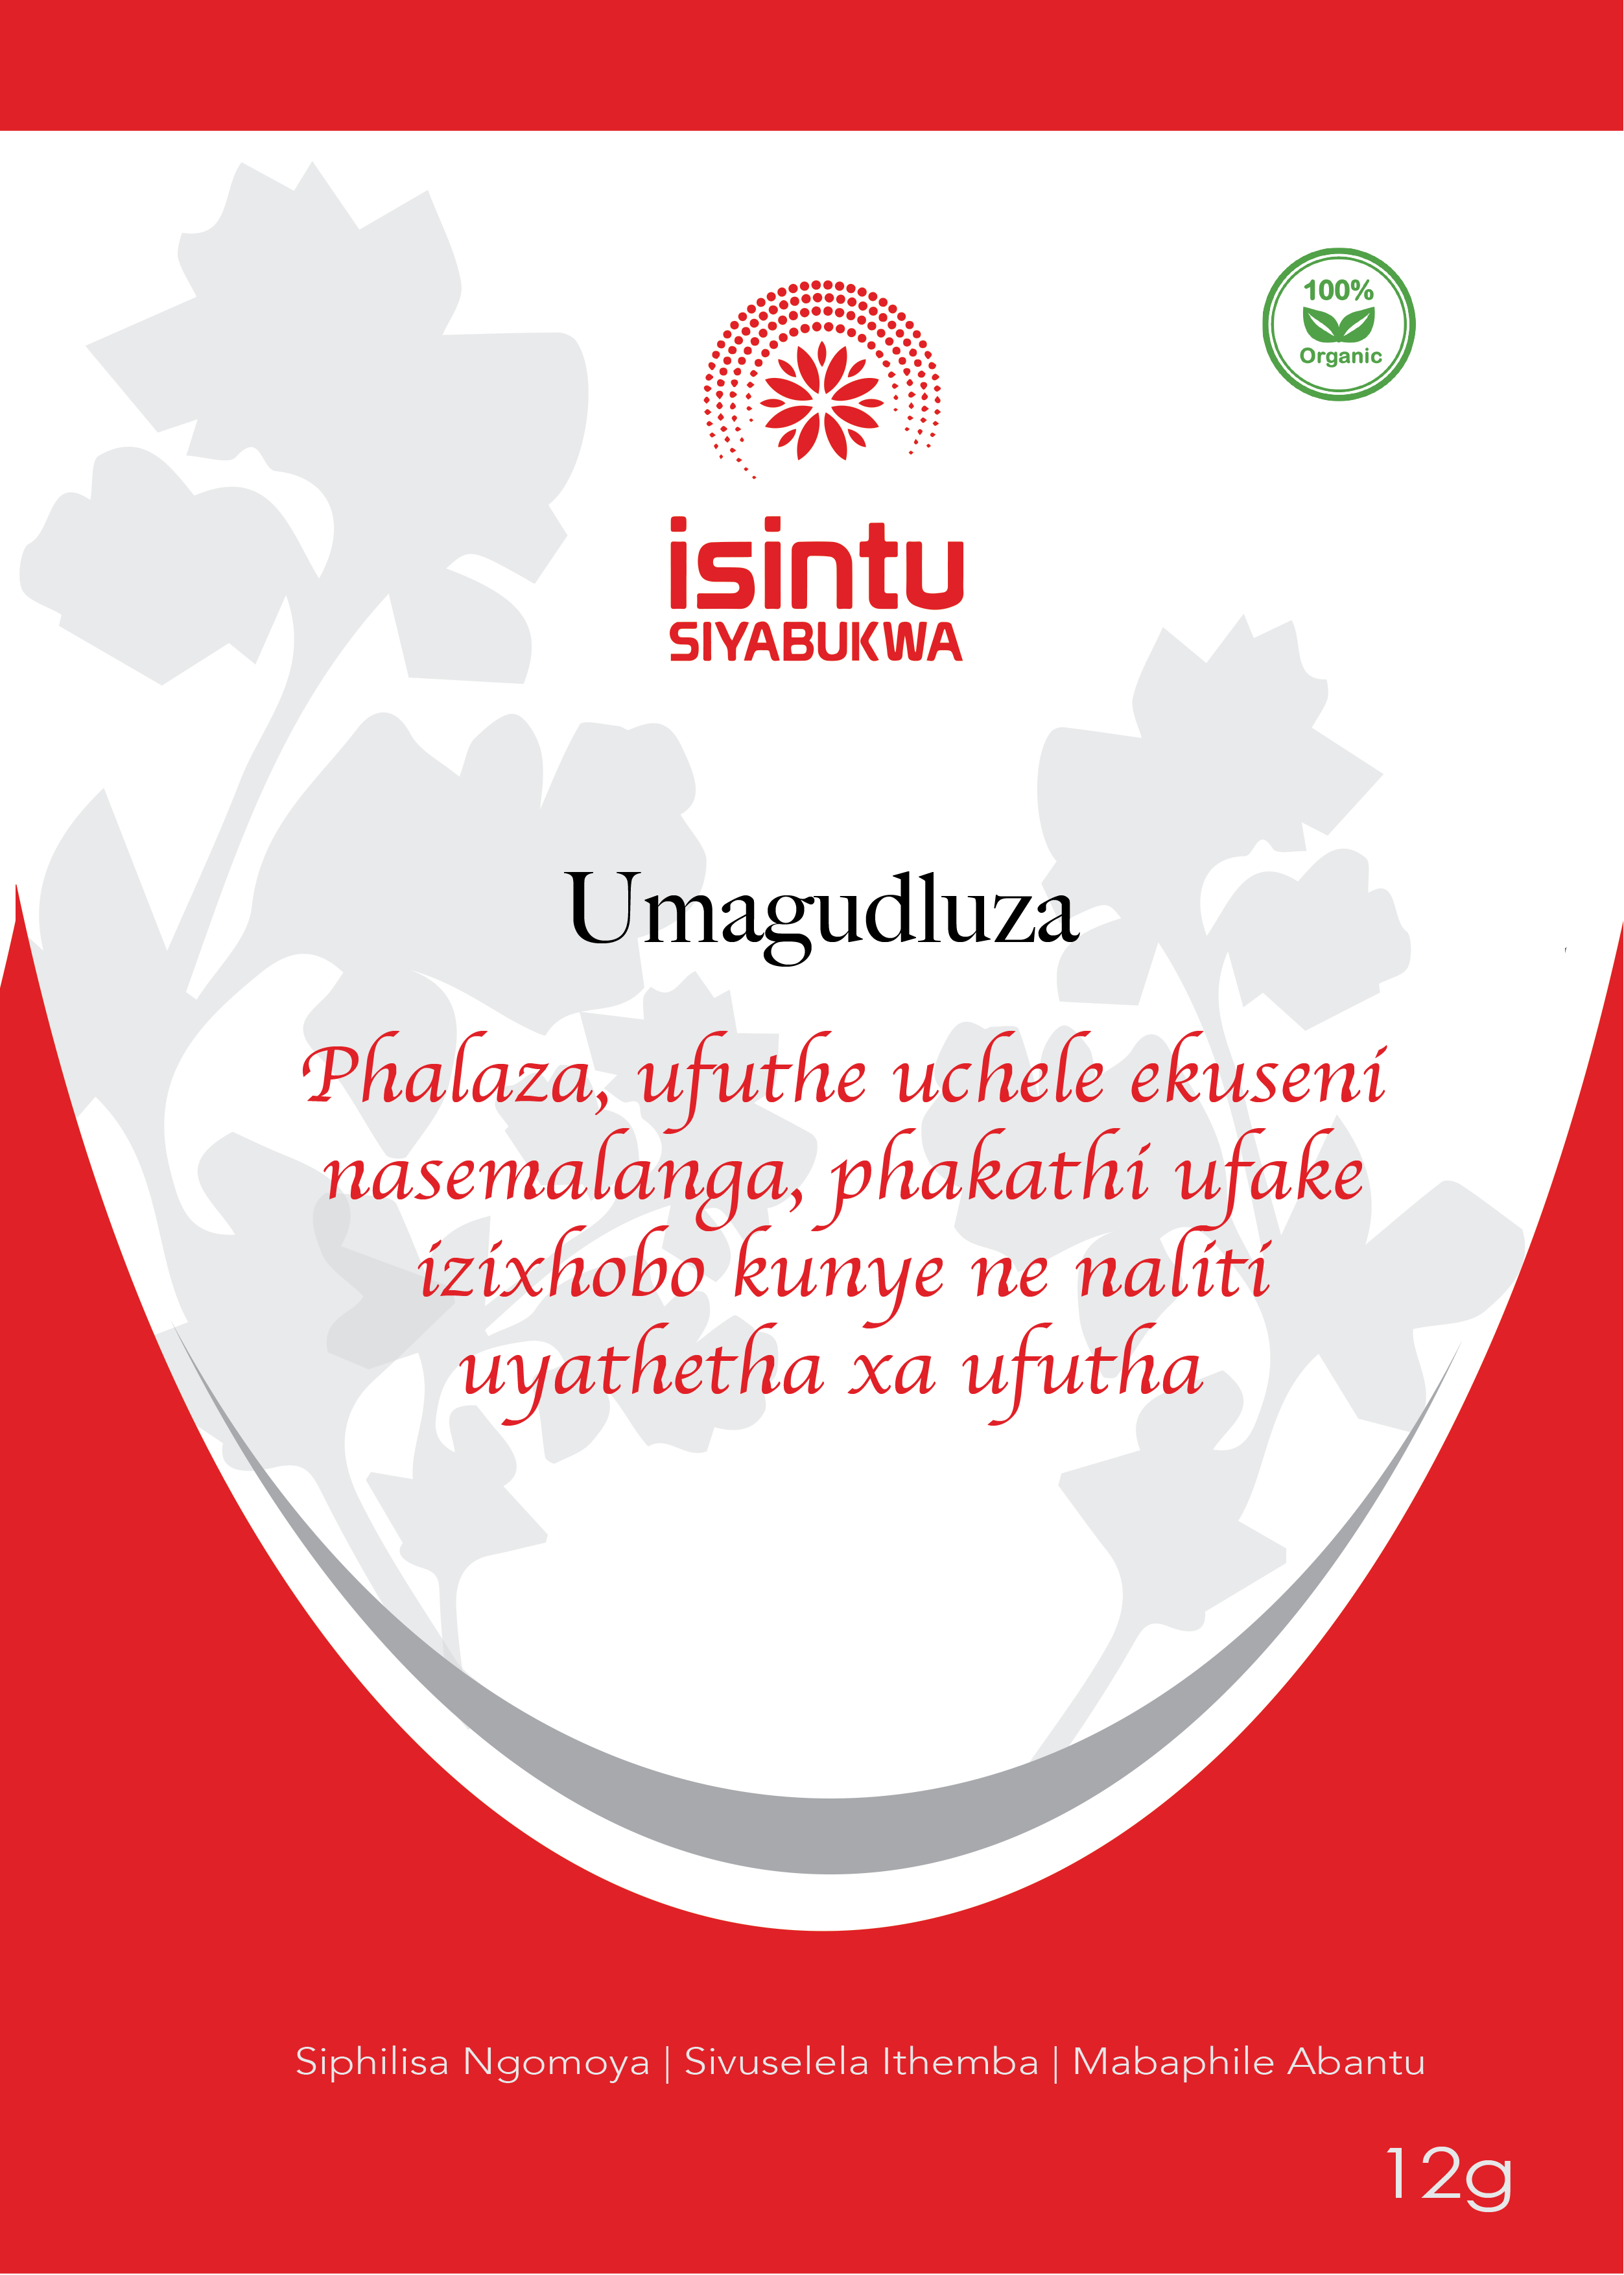 100%
Organic
isintu
SIYABUKWA
Umagudluza
Phalaza, ufuthe uchele ekuseni
nasemalanga, phakathi ufake
izixhobo kunye ne naliti
uyathetha xa ufutha
Siphilisa Ngomoya | Sivuselela Ithemba | Mabaphile Abantu
12g